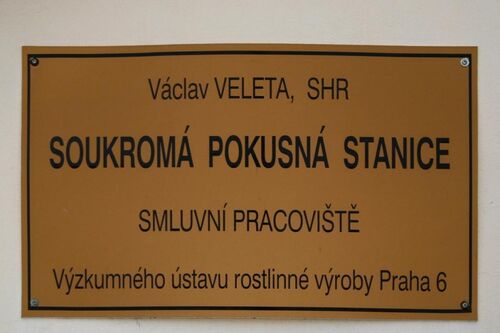 Václav VELETA, SHR
SOUKROMÁ POKUSNÁ STANICE
SMLUVNÍ PRACOVIŠTĚ
Výzkumného ústavu rostlinné výroby Praha 6